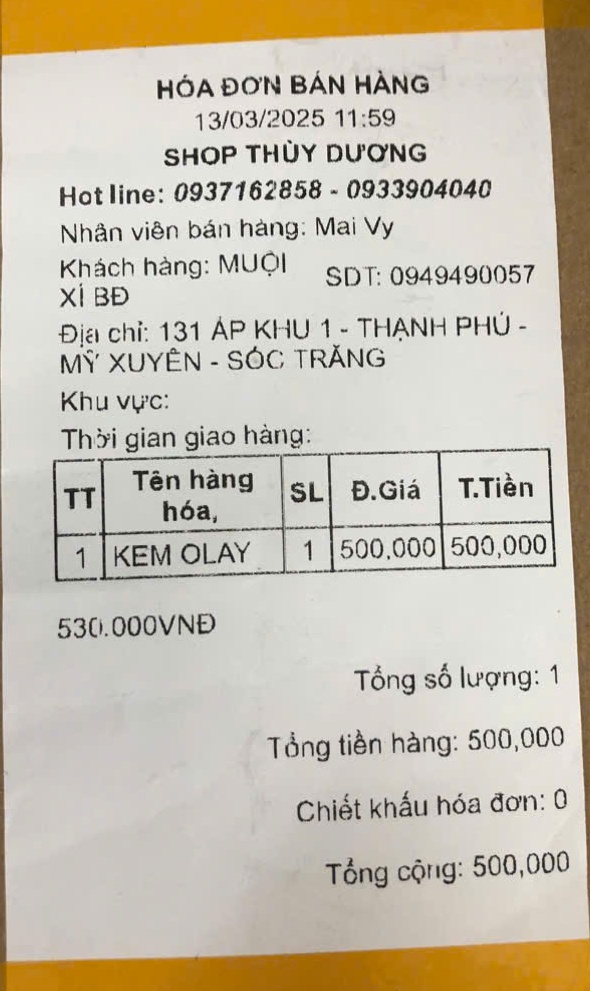 HÓA ĐƠN BÁN HÀNG
13/03/2025 11:59
SHOP THÙY DƯƠNG
Hot line: 0937162858 - 0933904040
Nhân viên bán hàng: Mai Vy
Khách hàng: MUỘI XÍ BĐ
SDT: 0949490057
Địa chỉ: 131 ẤP KHU 1 - THẠNH PHÚ -
MỸ XUYÊN - SÓC TRĂNG
Khu vực:
Thời gian giao hàng:
TT Tên hàng hóa, SL Đ.Giá T.Tiền
1 KEM OLAY 1 500,000 500,000
530.000VNĐ
Tổng số lượng: 1
Tổng tiền hàng: 500,000
Chiết khấu hóa đơn: 0
Tổng cộng: 500,000